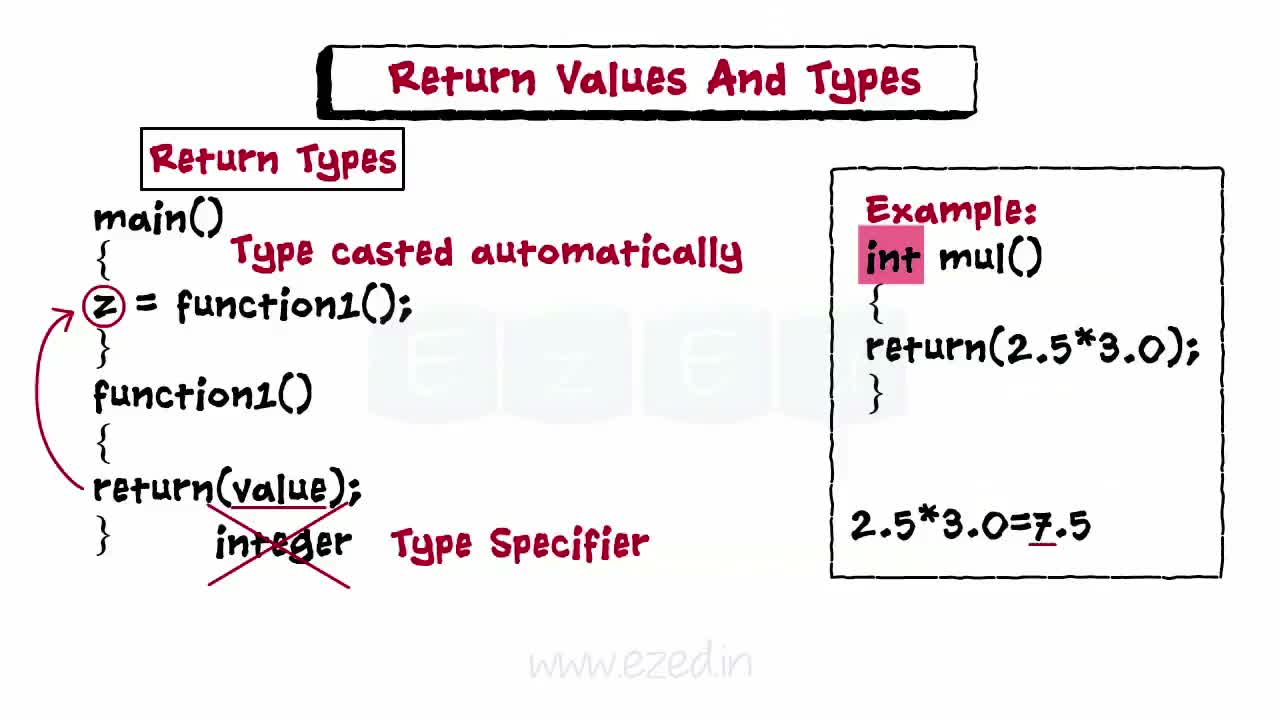 Return Values And Types
Return Types
main()
{
Type casted automatically
z = function1();
}
function1()
{
return(value);
}
integer
Type Specifier
Example:
int mul()
{
return(2.5*3.0);
}
2.5*3.0=7.5
www.ezed.in